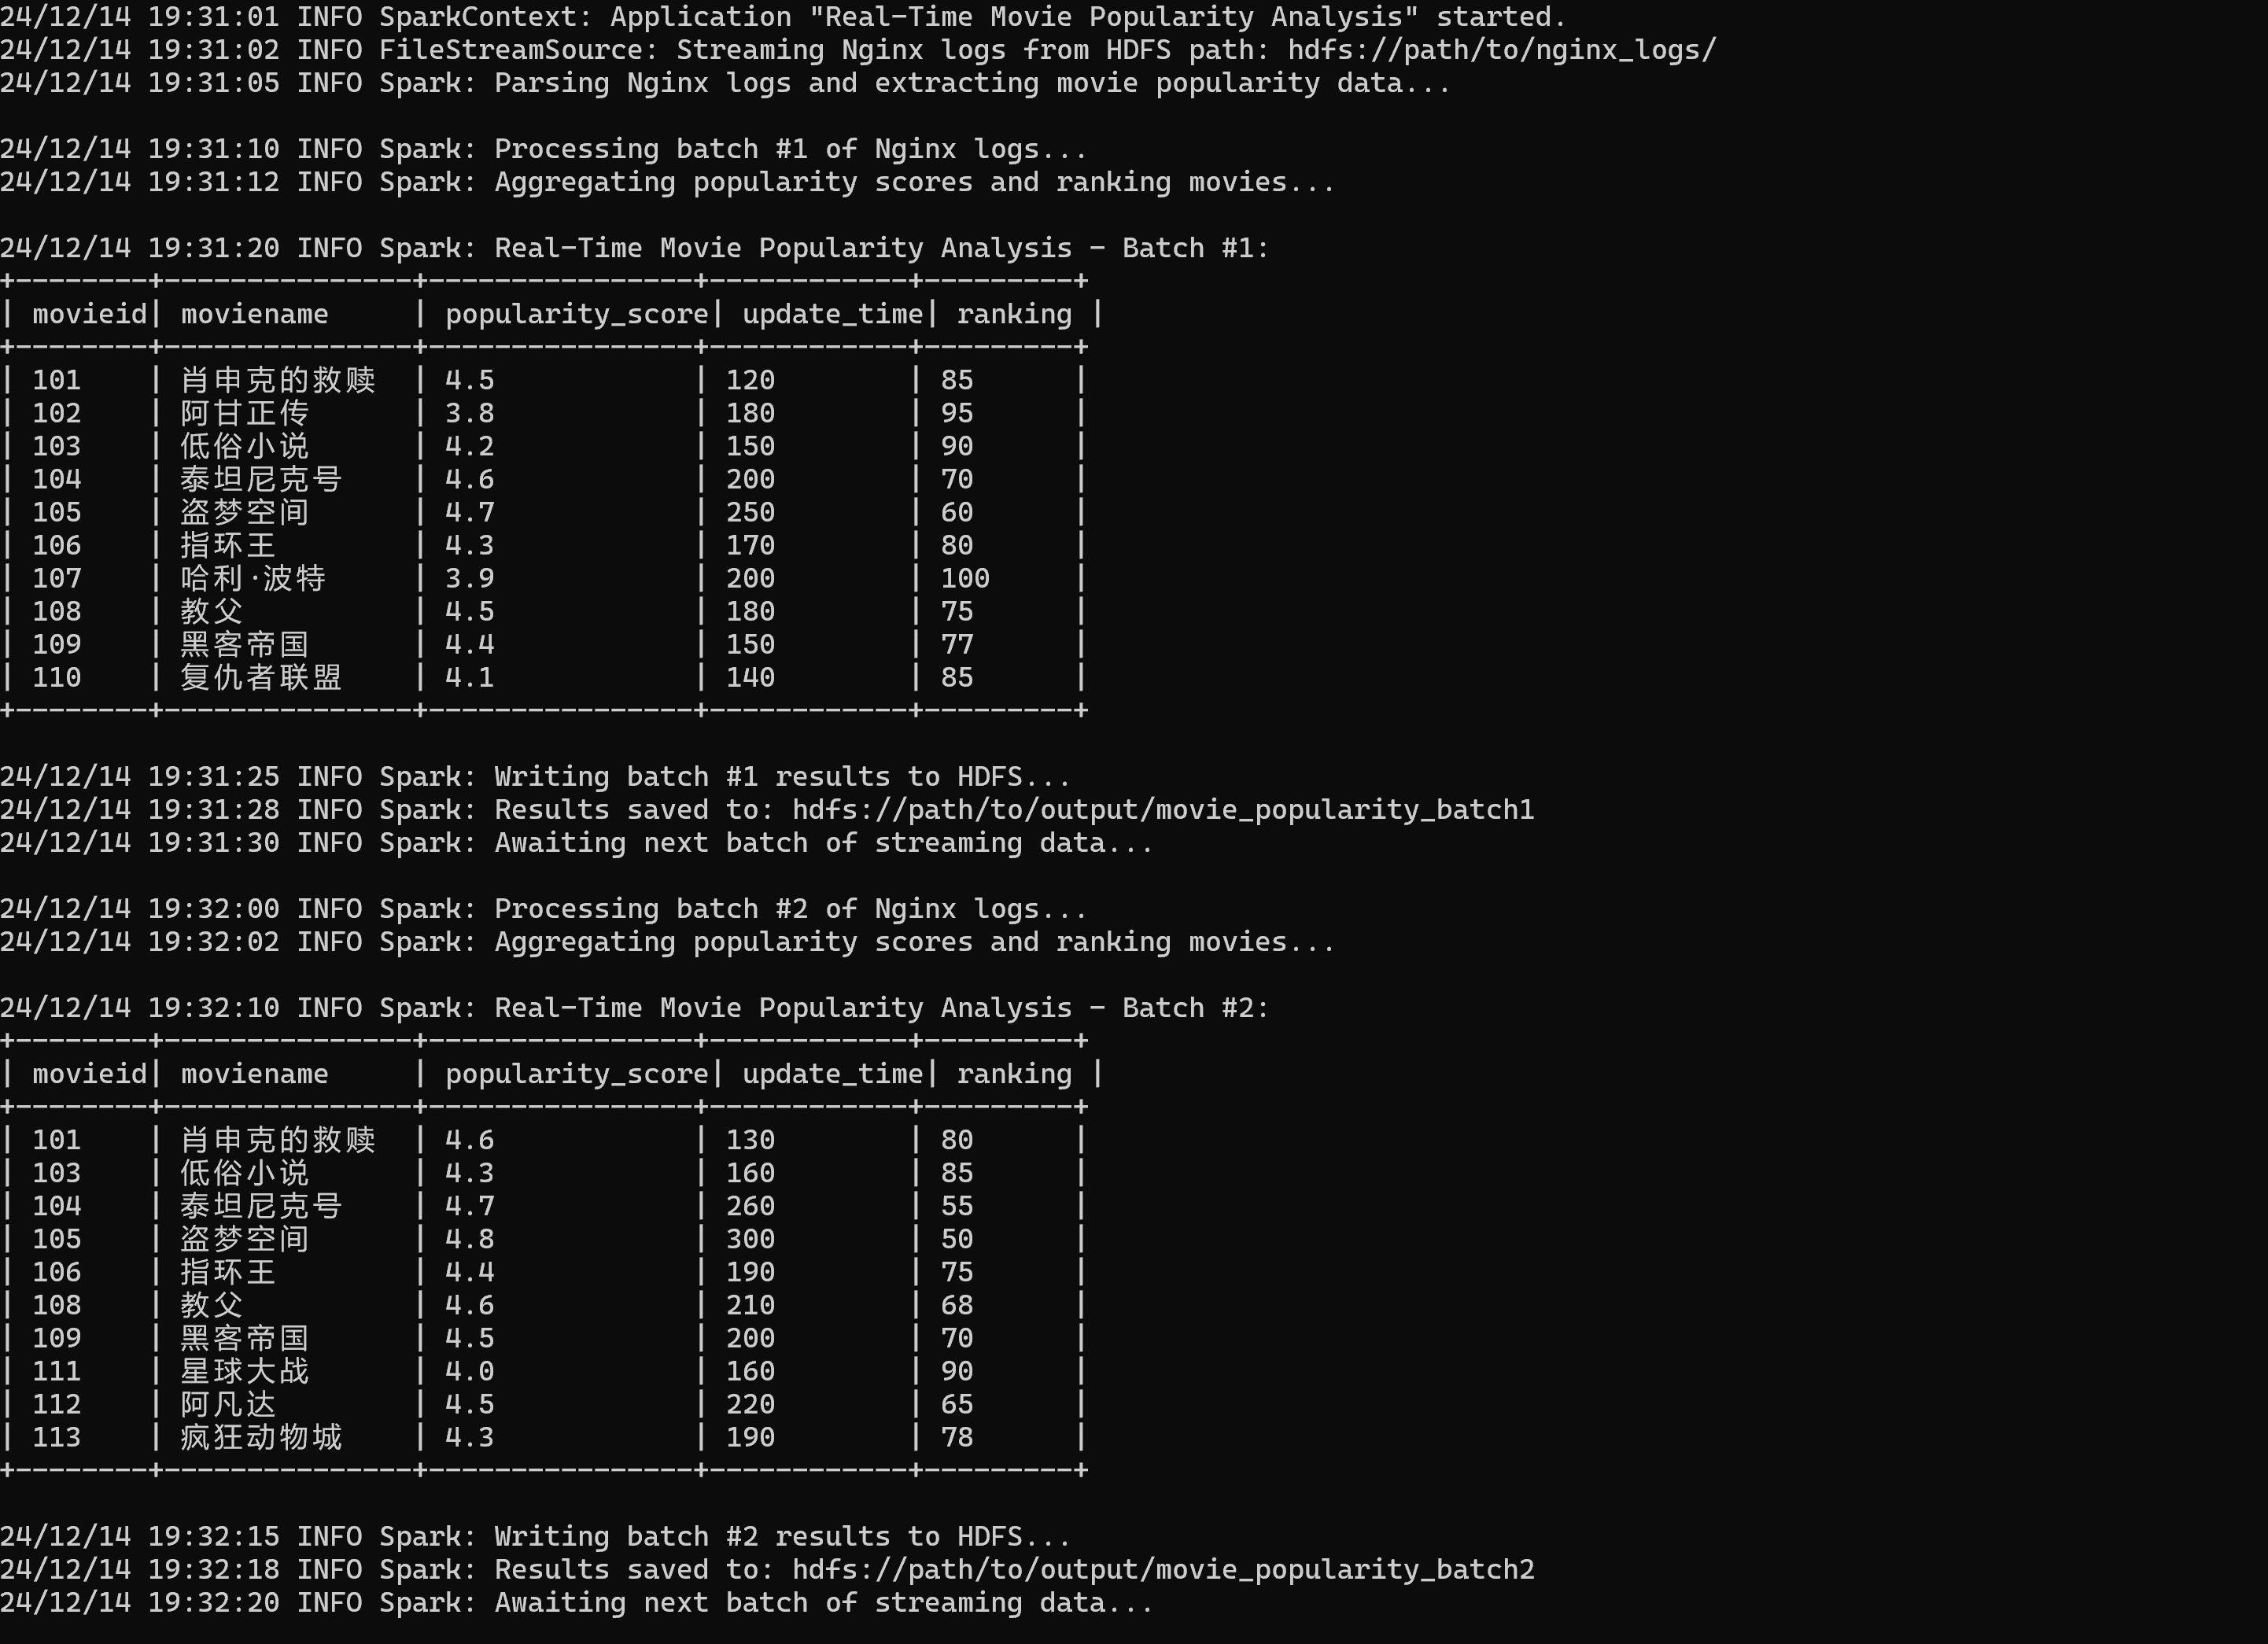 24/12/14 19:31:01 INFO SparkContext: Application "Real-Time Movie Popularity Analysis" started.
24/12/14 19:31:02 INFO FileStreamSource: Streaming Nginx logs from HDFS path: hdfs://path/to/nginx_logs/
24/12/14 19:31:05 INFO Spark: Parsing Nginx logs and extracting movie popularity data...

24/12/14 19:31:10 INFO Spark: Processing batch #1 of Nginx logs...
24/12/14 19:31:12 INFO Spark: Aggregating popularity scores and ranking movies...

24/12/14 19:31:20 INFO Spark: Real-Time Movie Popularity Analysis - Batch #1:
+--------+---------------+----------------+------------+---------+
| movieid| moviename     | popularity_score| update_time| ranking |
+--------+---------------+----------------+------------+---------+
| 101    | 肖申克的救赎  | 4.5            | 120        | 85      |
| 102    | 阿甘正传      | 3.8            | 180        | 95      |
| 103    | 低俗小说      | 4.2            | 150        | 90      |
| 104    | 泰坦尼克号    | 4.6            | 200        | 70      |
| 105    | 盗梦空间      | 4.7            | 250        | 60      |
| 106    | 指环王        | 4.3            | 170        | 80      |
| 107    | 哈利·波特     | 3.9            | 200        | 100     |
| 108    | 教父          | 4.5            | 180        | 75      |
| 109    | 黑客帝国      | 4.4            | 150        | 77      |
| 110    | 复仇者联盟    | 4.1            | 140        | 85      |
+--------+---------------+----------------+------------+---------+

24/12/14 19:31:25 INFO Spark: Writing batch #1 results to HDFS...
24/12/14 19:31:28 INFO Spark: Results saved to: hdfs://path/to/output/movie_popularity_batch1
24/12/14 19:31:30 INFO Spark: Awaiting next batch of streaming data...

24/12/14 19:32:00 INFO Spark: Processing batch #2 of Nginx logs...
24/12/14 19:32:02 INFO Spark: Aggregating popularity scores and ranking movies...

24/12/14 19:32:10 INFO Spark: Real-Time Movie Popularity Analysis - Batch #2:
+--------+---------------+----------------+------------+---------+
| movieid| moviename     | popularity_score| update_time| ranking |
+--------+---------------+----------------+------------+---------+
| 101    | 肖申克的救赎  | 4.6            | 130        | 80      |
| 103    | 低俗小说      | 4.3            | 160        | 85      |
| 104    | 泰坦尼克号    | 4.7            | 260        | 55      |
| 105    | 盗梦空间      | 4.8            | 300        | 50      |
| 106    | 指环王        | 4.4            | 190        | 75      |
| 108    | 教父          | 4.6            | 210        | 68      |
| 109    | 黑客帝国      | 4.5            | 200        | 70      |
| 111    | 星球大战      | 4.0            | 160        | 90      |
| 112    | 阿凡达        | 4.5            | 220        | 65      |
| 113    | 疯狂动物城    | 4.3            | 190        | 78      |
+--------+---------------+----------------+------------+---------+

24/12/14 19:32:15 INFO Spark: Writing batch #2 results to HDFS...
24/12/14 19:32:18 INFO Spark: Results saved to: hdfs://path/to/output/movie_popularity_batch2
24/12/14 19:32:20 INFO Spark: Awaiting next batch of streaming data...